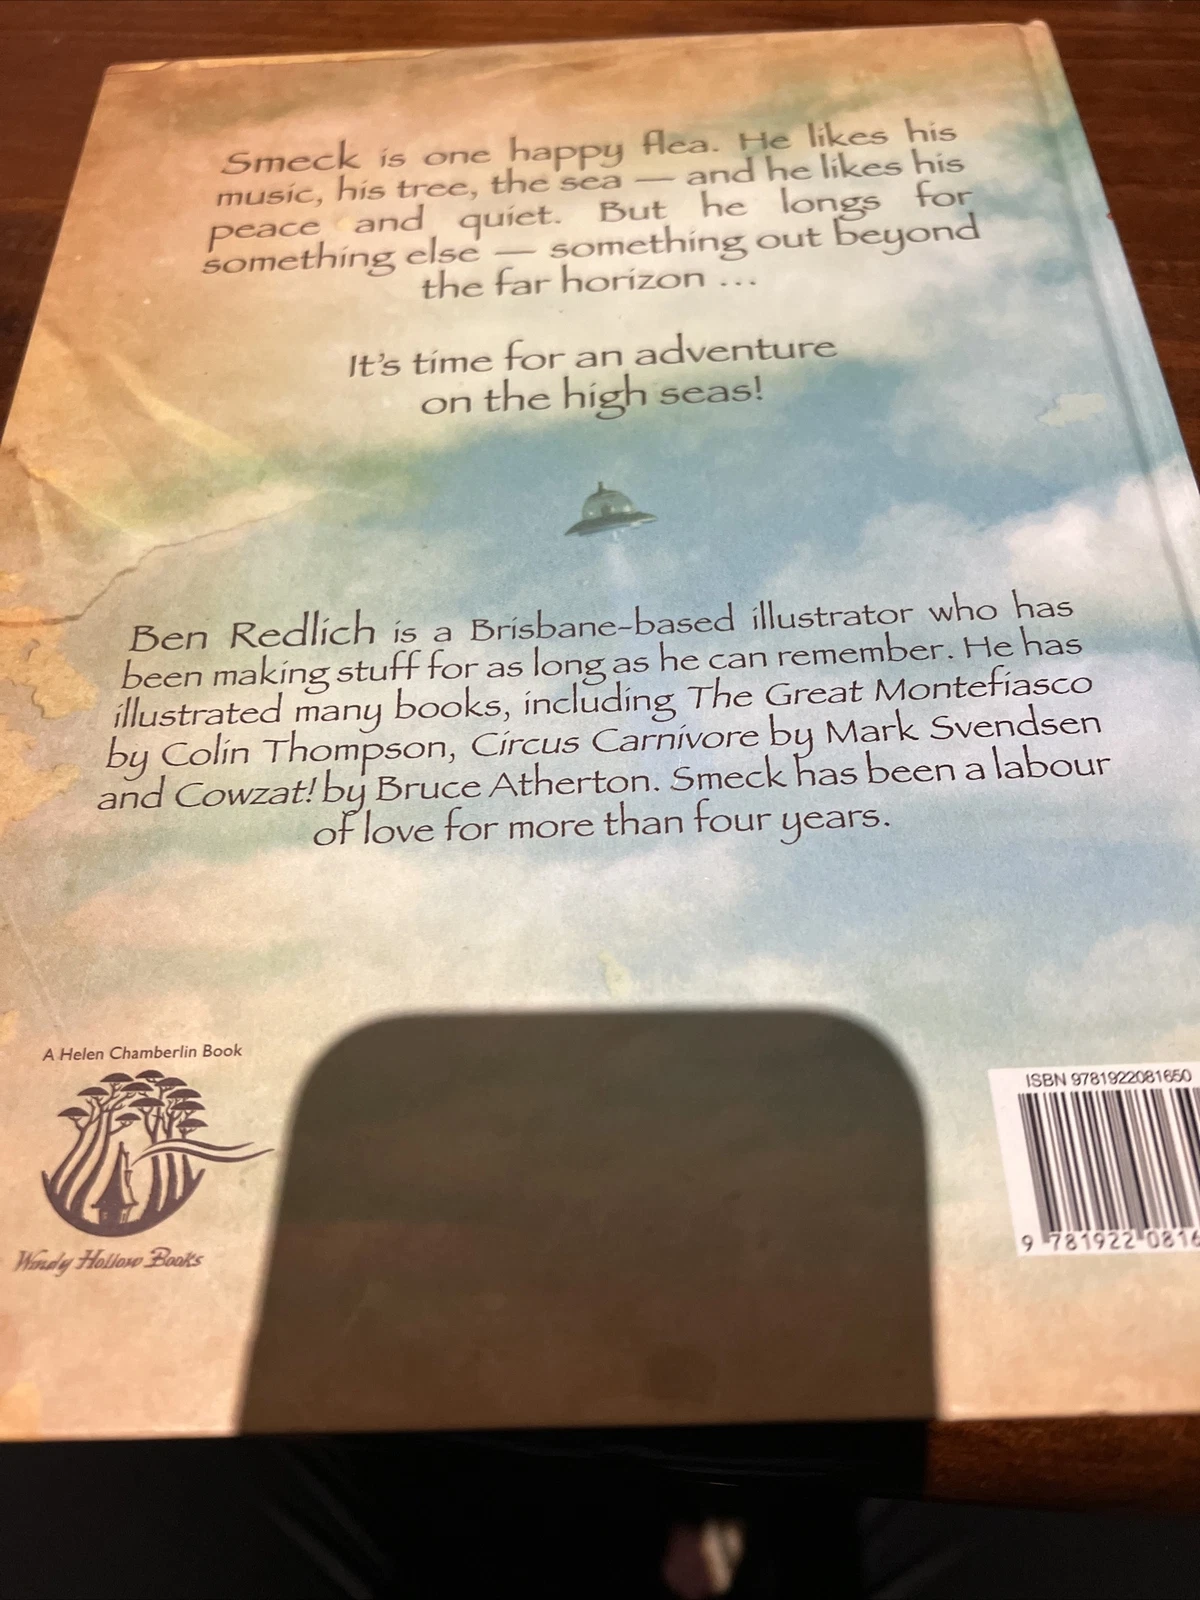 Smeck is one happy flea. He likes his
music, his tree, the sea — and he likes his
peace and quiet. But he longs for
something else — something out beyond
the far horizon ...
It's time for an adventure
on the high seas!
Ben Redlich is a Brisbane-based illustrator who has
been making stuff for as long as he can remember. He has
illustrated many books, including The Great Montefiasco
by Colin Thompson, Circus Carnivore by Mark Svendsen
and Cowzat! by Bruce Atherton. Smeck has been a labour
of love for more than four years.
A Helen Chamberlin Book
Windy Hollow Books
ISBN 9781922081650
9 781922 0816